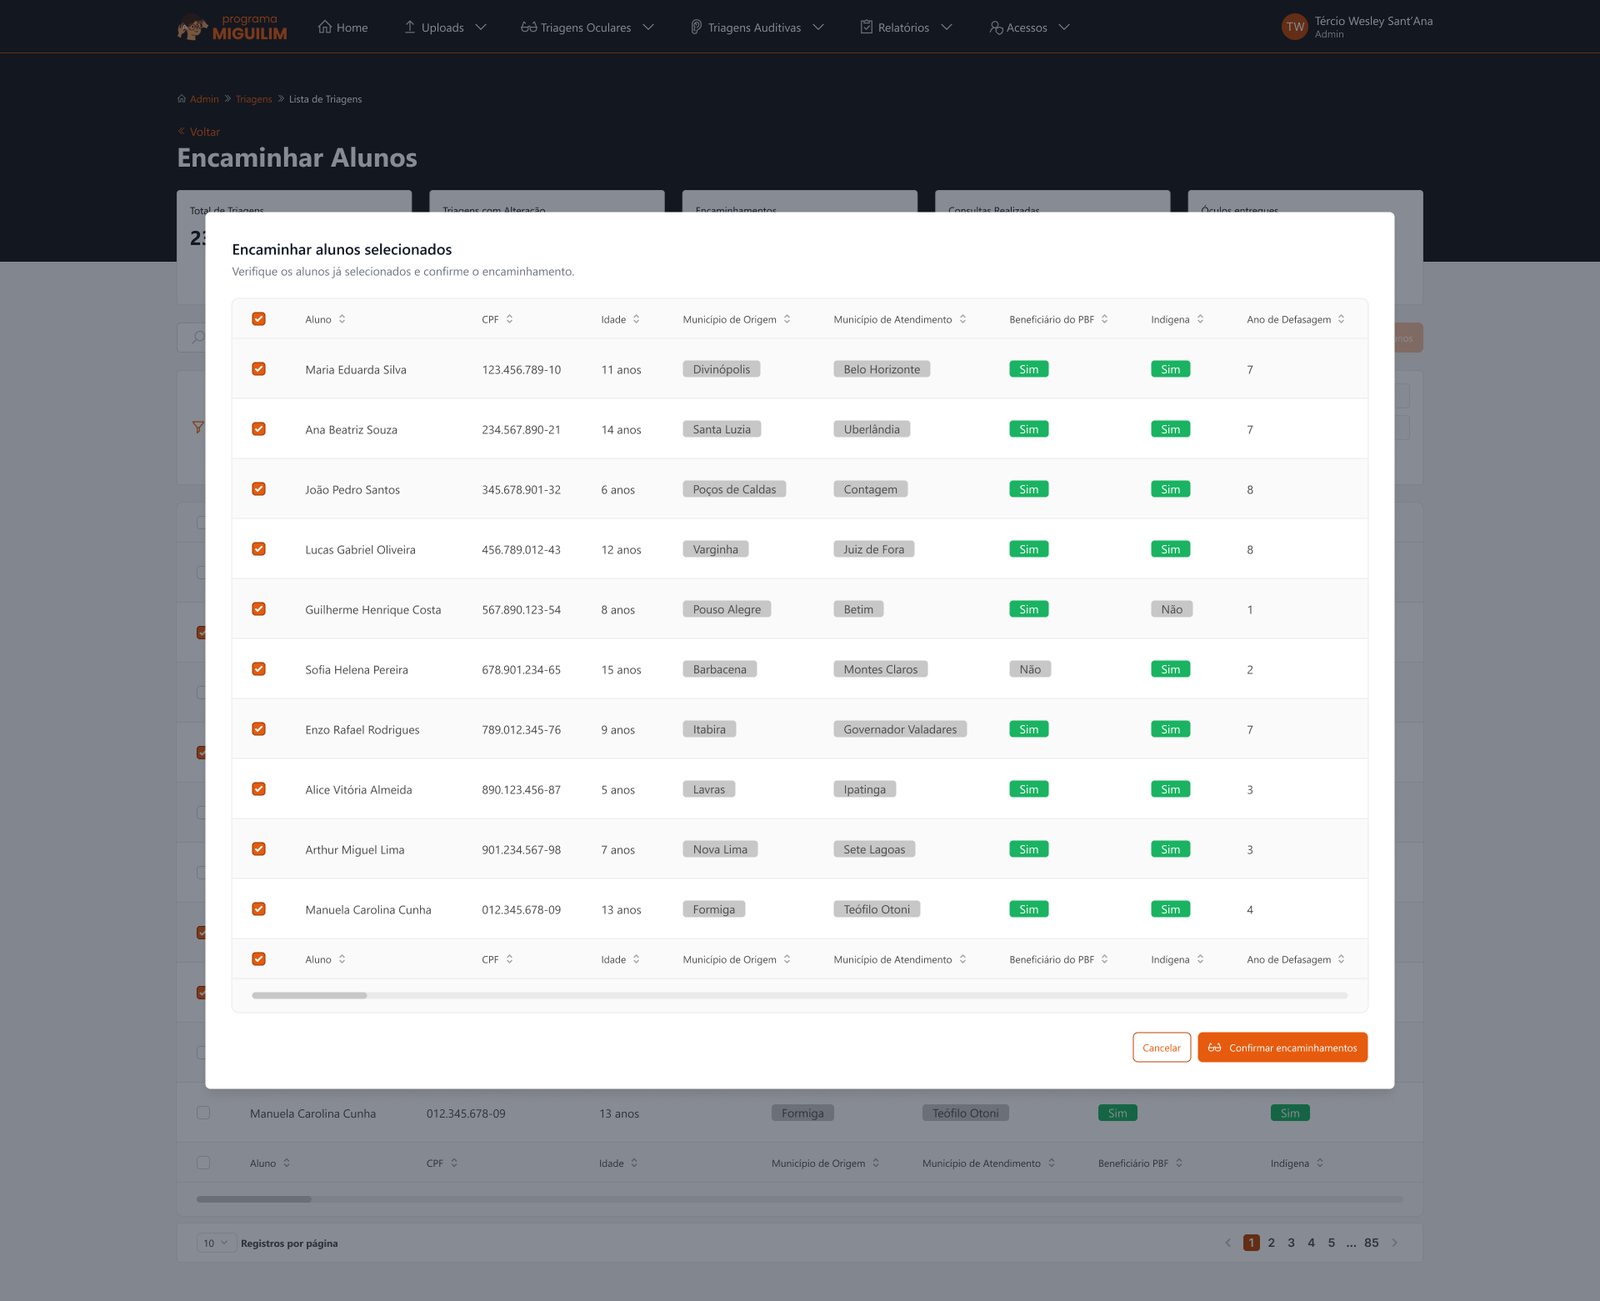 programa
MIGUILIM
Home
Uploads
Triagens Oculares
Triagens Auditivas
Relatórios
Acessos
TW
Tércio Wesley Sant'Ana
Admin
Admin
Triagens
Lista de Triagens
Voltar
Encaminhar Alunos
Total de Triagens
Triagens com Alteração
Encaminhamentos
Consultas Realizadas
Óculos entregues
Encaminhar alunos selecionados
Verifique os alunos já selecionados e confirme o encaminhamento.
Aluno CPF Idade Município de Origem Município de Atendimento Beneficiário do PBF Indígena Ano de Defasagem
Maria Eduarda Silva 123.456.789-10 11 anos Divinópolis Belo Horizonte Sim Sim 7
Ana Beatriz Souza 234.567.890-21 14 anos Santa Luzia Uberlândia Sim Sim 7
João Pedro Santos 345.678.901-32 6 anos Poços de Caldas Contagem Sim Sim 8
Lucas Gabriel Oliveira 456.789.012-43 12 anos Varginha Juiz de Fora Sim Sim 8
Guilherme Henrique Costa 567.890.123-54 8 anos Pouso Alegre Betim Sim Não 1
Sofia Helena Pereira 678.901.234-65 15 anos Barbacena Montes Claros Não Sim 2
Enzo Rafael Rodrigues 789.012.345-76 9 anos Itabira Governador Valadares Sim Sim 7
Alice Vitória Almeida 890.123.456-87 5 anos Lavras Ipatinga Sim Sim 3
Arthur Miguel Lima 901.234.567-98 7 anos Nova Lima Sete Lagoas Sim Sim 3
Manuela Carolina Cunha 012.345.678-09 13 anos Formiga Teófilo Otoni Sim Sim 4
Aluno CPF Idade Município de Origem Município de Atendimento Beneficiário do PBF Indígena Ano de Defasagem
Cancelar
Confirmar encaminhamentos
Manuela Carolina Cunha 012.345.678-09 13 anos Formiga Teófilo Otoni Sim Sim
Aluno CPF Idade Município de Origem Município de Atendimento Beneficiário PBF Indígena
10 Registros por página
1 2 3 4 5 ... 85